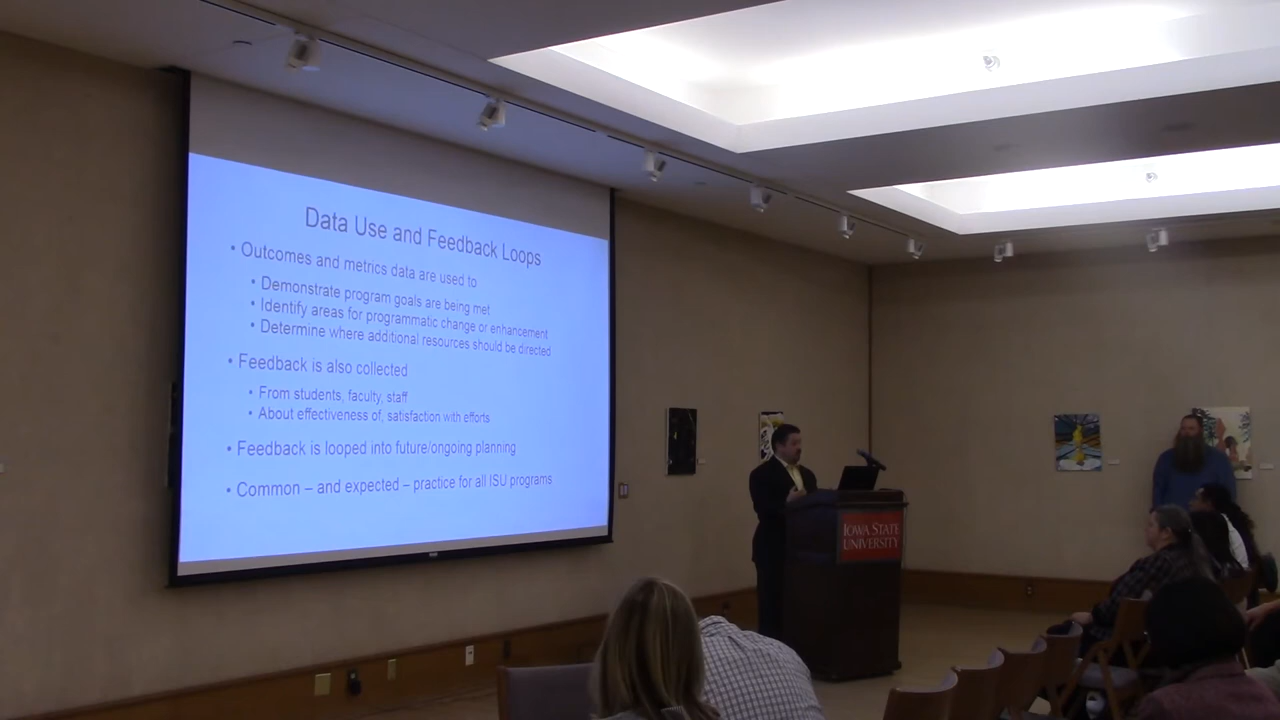 Data Use and Feedback Loops
• Outcomes and metrics data are used to
• Demonstrate program goals are being met
• Identify areas for programmatic change or enhancement
• Determine where additional resources should be directed
• Feedback is also collected
• From students, faculty, staff
• About effectiveness of, satisfaction with efforts
• Feedback is looped into future/ongoing planning
• Common – and expected – practice for all ISU programs
IOWA STATE
UNIVERSITY